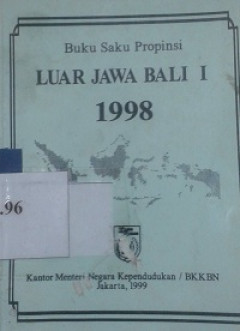 Buku Saku Propinsi
LUAR JAWA BALI I
1998
.96
Kantor Menteri Negara Kependudukan / BKKBN
Jakarta, 1999